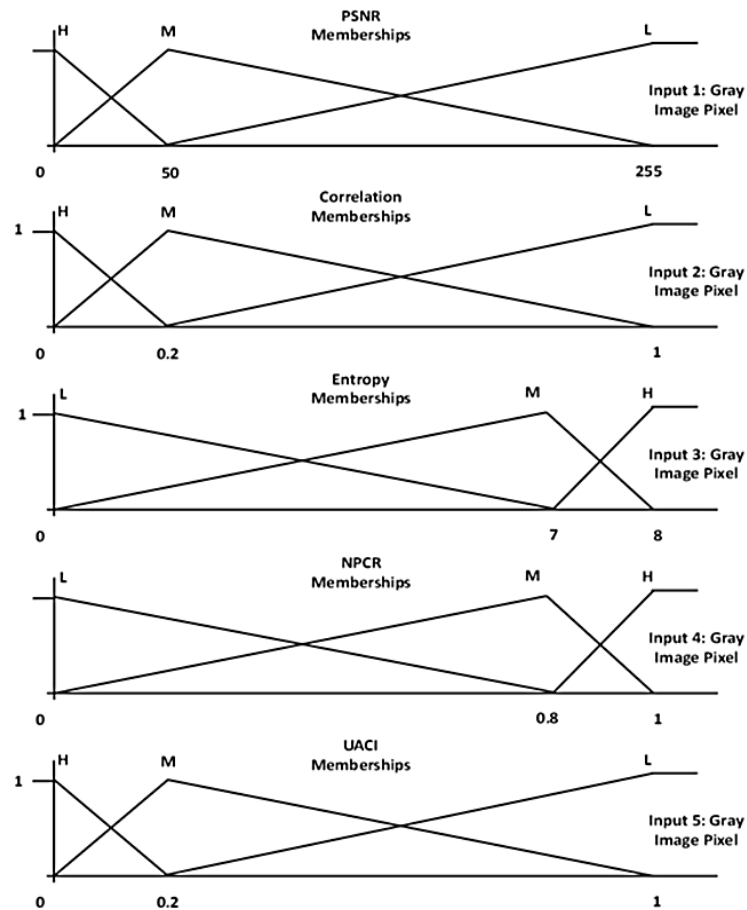 PSNR
Memberships
H
M
L
Input 1: Gray
Image Pixel
0
50
255
Correlation
Memberships
H
M
L
1
Input 2: Gray
Image Pixel
0
0.2
1
Entropy
Memberships
L
M
H
1
Input 3: Gray
Image Pixel
0
7
8
NPCR
Memberships
L
M
H
Input 4: Gray
Image Pixel
0
0.8
1
UACI
Memberships
H
M
L
1
Input 5: Gray
Image Pixel
0
0.2
1